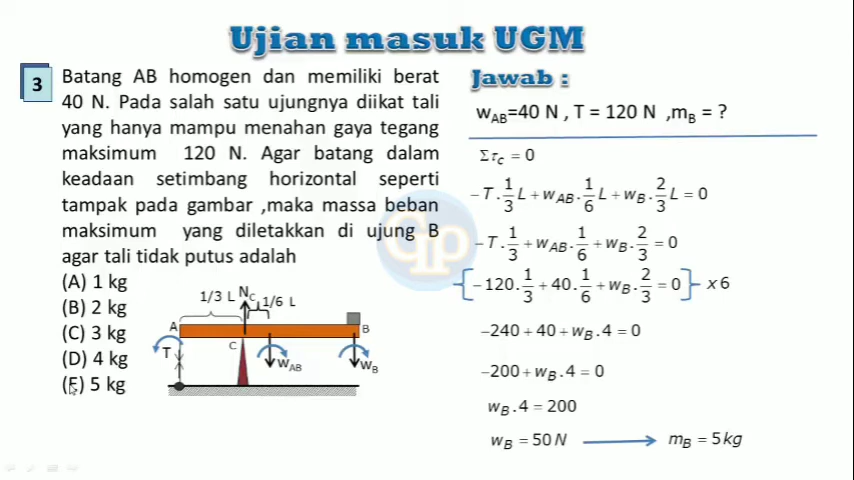 Ujian masuk UGM
3
Batang AB homogen dan memiliki berat
40 N. Pada salah satu ujungnya diikat tali
yang hanya mampu menahan gaya tegang
maksimum 120 N. Agar batang dalam
keadaan setimbang horizontal seperti
tampak pada gambar ,maka massa beban
maksimum yang diletakkan di ujung B
agar tali tidak putus adalah
(A) 1 kg
(B) 2 kg
(C) 3 kg
(D) 4 kg
(E) 5 kg
1/3 L
N_C
1/6 L
A
B
C
T
W_AB
W_B
Jawab :
w_AB=40 N , T = 120 N ,m_B = ?
Στ_C = 0
−T.1/3 L + w_AB.1/6 L + w_B.2/3 L = 0
−T.1/3 + w_AB.1/6 + w_B.2/3 = 0
{−120.1/3 + 40.1/6 + w_B.2/3 = 0} x6
−240 + 40 + w_B.4 = 0
−200 + w_B.4 = 0
w_B.4 = 200
w_B = 50 N → m_B = 5 kg